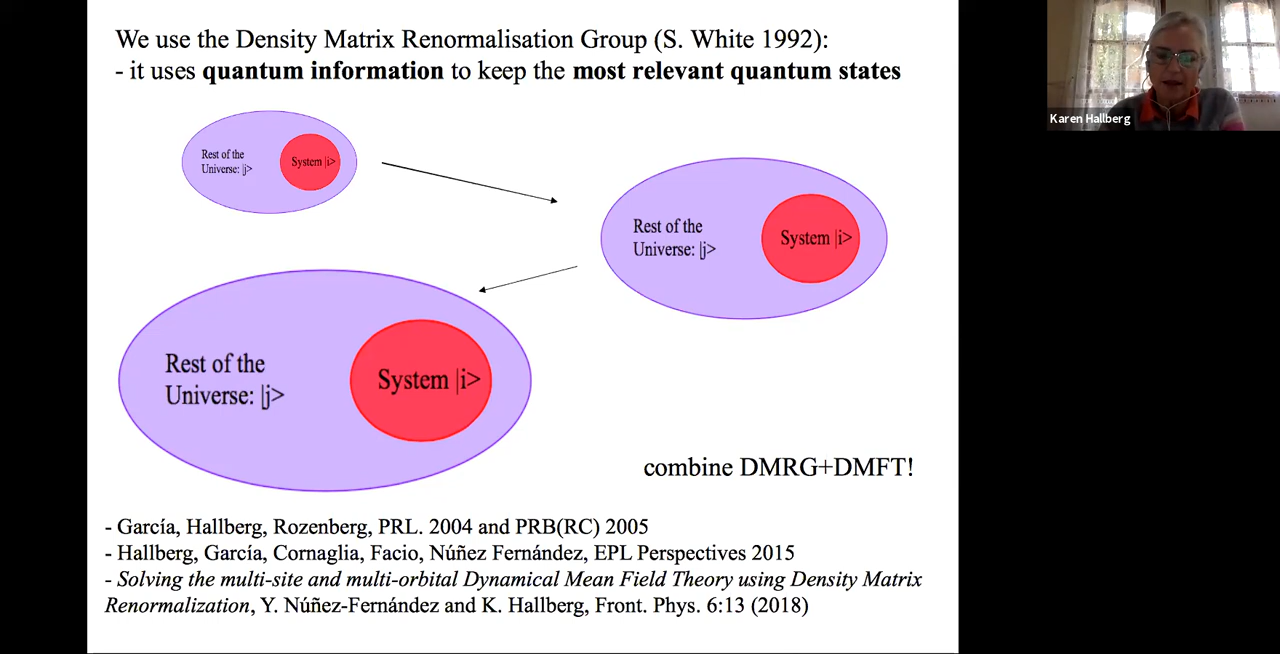 We use the Density Matrix Renormalisation Group (S. White 1992):
- it uses quantum information to keep the most relevant quantum states
Karen Hallberg
Rest of the
Universe: |j>
System |i>
Rest of the
Universe: |j>
System |i>
Rest of the
Universe: |j>
System |i>
combine DMRG+DMFT!
- García, Hallberg, Rozenberg, PRL. 2004 and PRB(RC) 2005
- Hallberg, García, Cornaglia, Facio, Núñez Fernández, EPL Perspectives 2015
- Solving the multi-site and multi-orbital Dynamical Mean Field Theory using Density Matrix
Renormalization, Y. Núñez-Fernández and K. Hallberg, Front. Phys. 6:13 (2018)